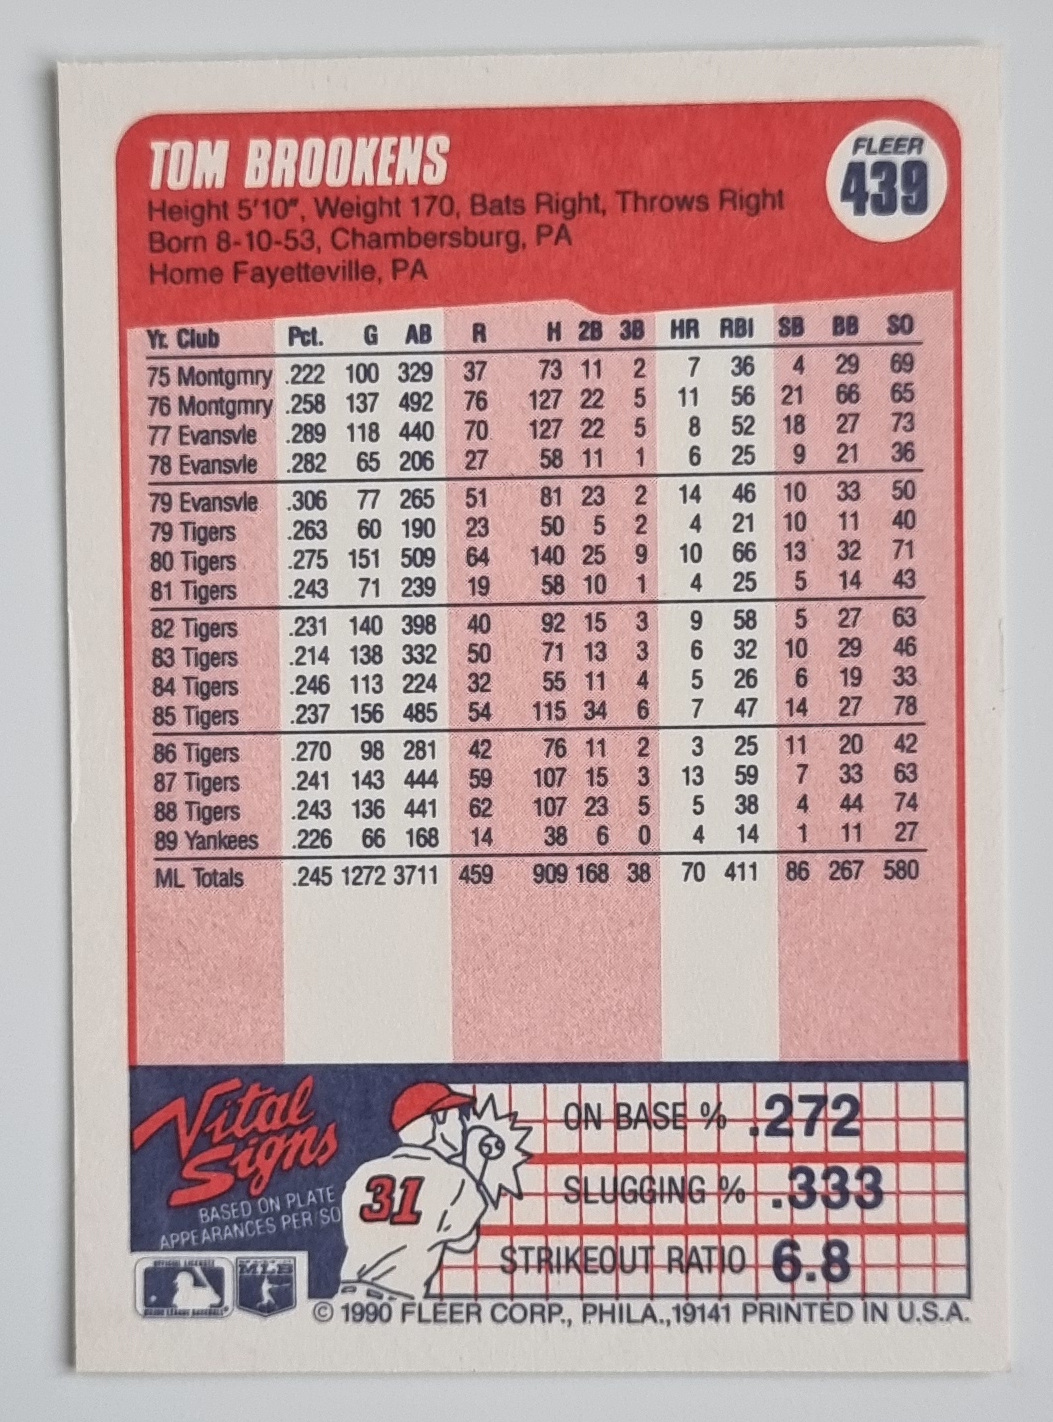 TOM BROOKENS
FLEER
439
Height 5'10", Weight 170, Bats Right, Throws Right
Born 8-10-53, Chambersburg, PA
Home Fayetteville, PA
Yr. Club Pct. G AB R H 2B 3B HR RBI SB BB SO
75 Montgmry .222 100 329 37 73 11 2 7 36 4 29 69
76 Montgmry .258 137 492 76 127 22 5 11 56 21 66 65
77 Evansvle .289 118 440 70 127 22 5 8 52 18 27 73
78 Evansvle .282 65 206 27 58 11 1 6 25 9 21 36
79 Evansvle .306 77 265 51 81 23 2 14 46 10 33 50
79 Tigers .263 60 190 23 50 5 2 4 21 10 11 40
80 Tigers .275 151 509 64 140 25 9 10 66 13 32 71
81 Tigers .243 71 239 19 58 10 1 4 25 5 14 43
82 Tigers .231 140 398 40 92 15 3 9 58 5 27 63
83 Tigers .214 138 332 50 71 13 3 6 32 10 29 46
84 Tigers .246 113 224 32 55 11 4 5 26 6 19 33
85 Tigers .237 156 485 54 115 34 6 7 47 14 27 78
86 Tigers .270 98 281 42 76 11 2 3 25 11 20 42
87 Tigers .241 143 444 59 107 15 3 13 59 7 33 63
88 Tigers .243 136 441 62 107 23 5 5 38 4 44 74
89 Yankees .226 66 168 14 38 6 0 4 14 1 11 27
ML Totals .245 1272 3711 459 909 168 38 70 411 86 267 580
Vital
Signs
BASED ON PLATE
APPEARANCES PER SO
31
ON BASE % .272
SLUGGING % .333
STRIKEOUT RATIO 6.8
MLB
© 1990 FLEER CORP., PHILA.,19141 PRINTED IN U.S.A.